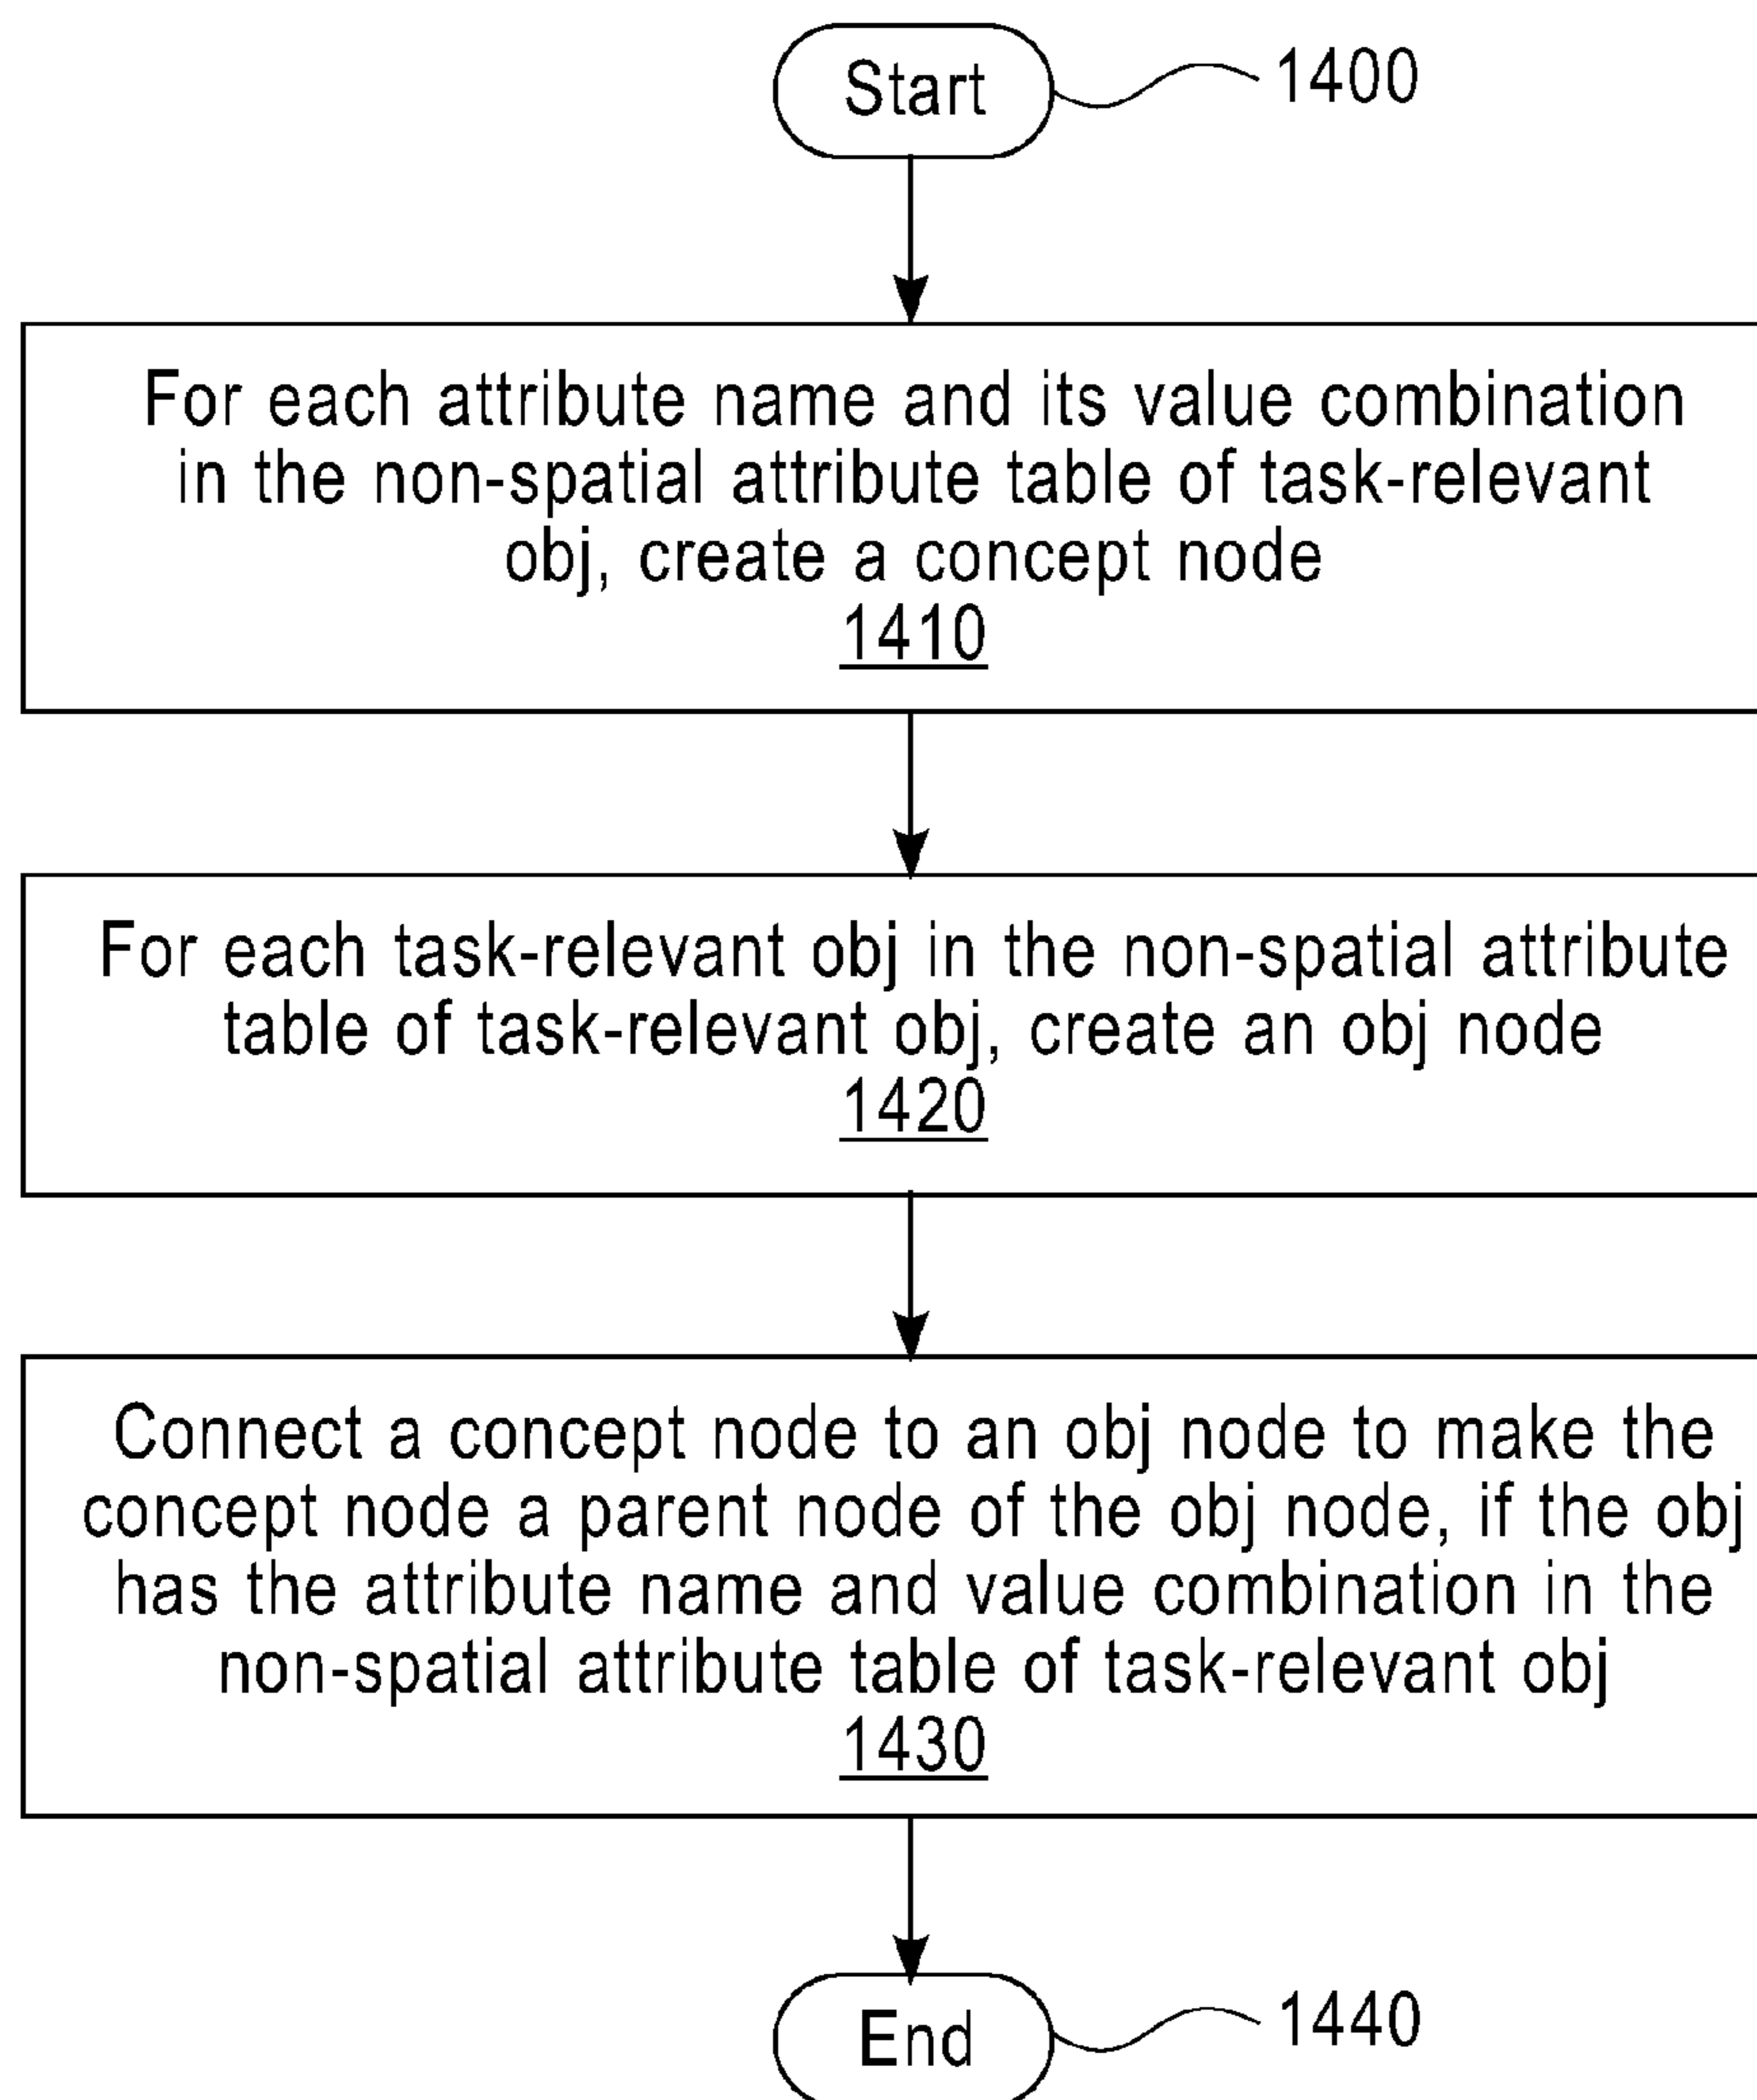 Start
1400
For each attribute name and its value combination
in the non-spatial attribute table of task-relevant
obj, create a concept node
1410
For each task-relevant obj in the non-spatial attribute
table of task-relevant obj, create an obj node
1420
Connect a concept node to an obj node to make the
concept node a parent node of the obj node, if the obj
has the attribute name and value combination in the
non-spatial attribute table of task-relevant obj
1430
End
1440